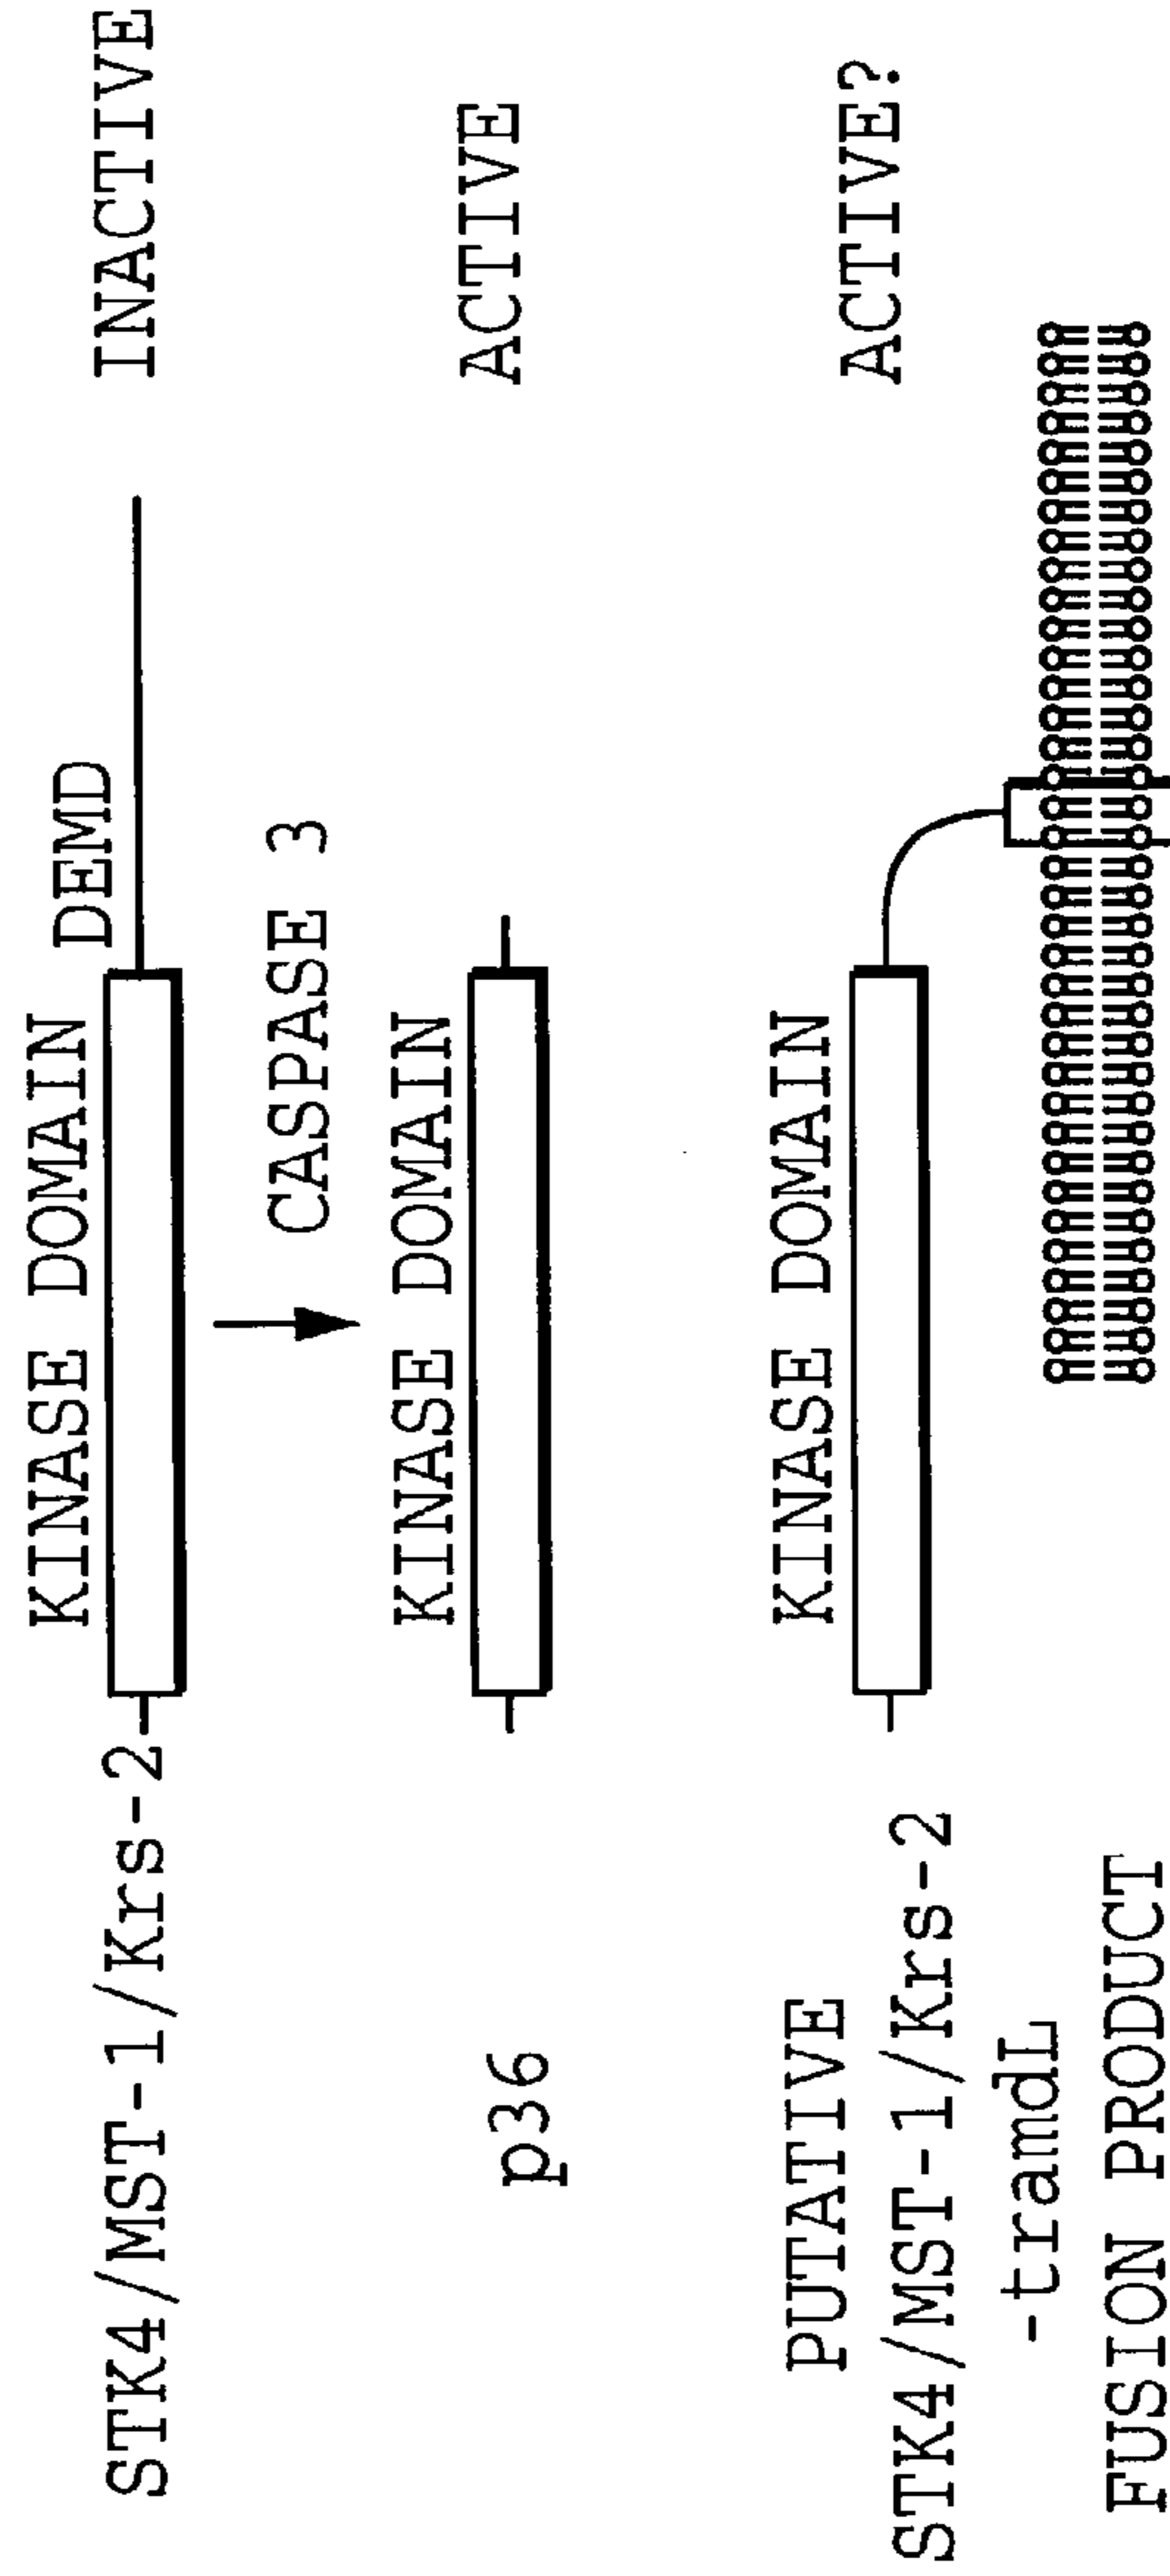 KINASE DOMAIN
DEMD
STK4/MST-1/Krs-2
INACTIVE
CASPASE 3
KINASE DOMAIN
p36
ACTIVE
KINASE DOMAIN
PUTATIVE
STK4/MST-1/Krs-2
-tramdL
FUSION PRODUCT
ACTIVE?